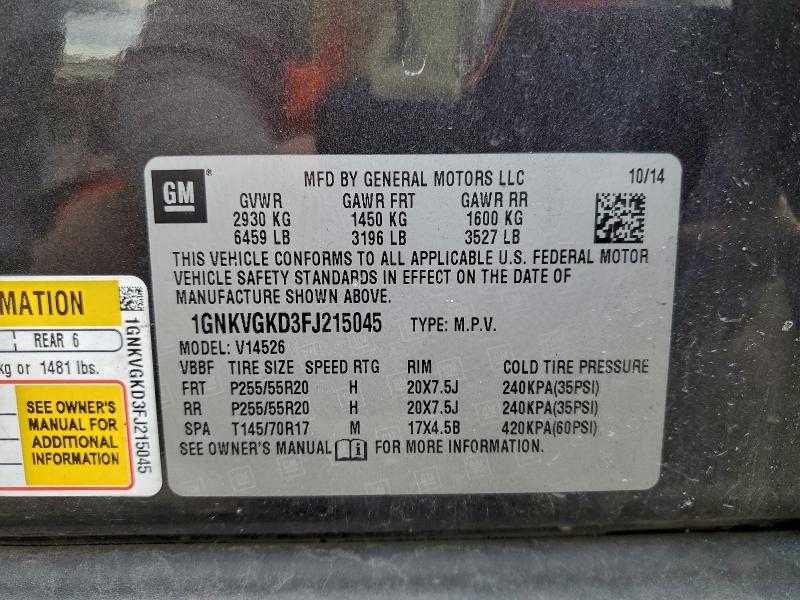 GM
MFD BY GENERAL MOTORS LLC 10/14
GVWR GAWR FRT GAWR RR
2930 KG 1450 KG 1600 KG
6459 LB 3196 LB 3527 LB
THIS VEHICLE CONFORMS TO ALL APPLICABLE U.S. FEDERAL MOTOR
VEHICLE SAFETY STANDARDS IN EFFECT ON THE DATE OF
MANUFACTURE SHOWN ABOVE.
1GNKVGKD3FJ215045 TYPE: M.P.V.
MODEL: V14526
VBBF TIRE SIZE SPEED RTG RIM COLD TIRE PRESSURE
FRT P255/55R20 H 20X7.5J 240KPA(35PSI)
RR P255/55R20 H 20X7.5J 240KPA(35PSI)
SPA T145/70R17 M 17X4.5B 420KPA(60PSI)
SEE OWNER'S MANUAL FOR MORE INFORMATION.
MATION
REAR 6
kg or 1481 lbs.
SEE OWNER'S
MANUAL FOR
ADDITIONAL
INFORMATION
1GNKVGKD3FJ215045